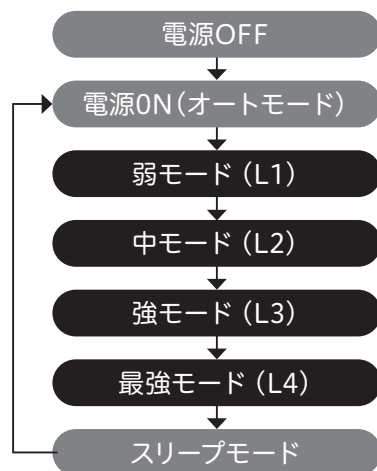 電源OFF
電源0N(オートモード)
弱モード(L1)
中モード(L2)
強モード(L3)
最強モード(L4)
スリープモード